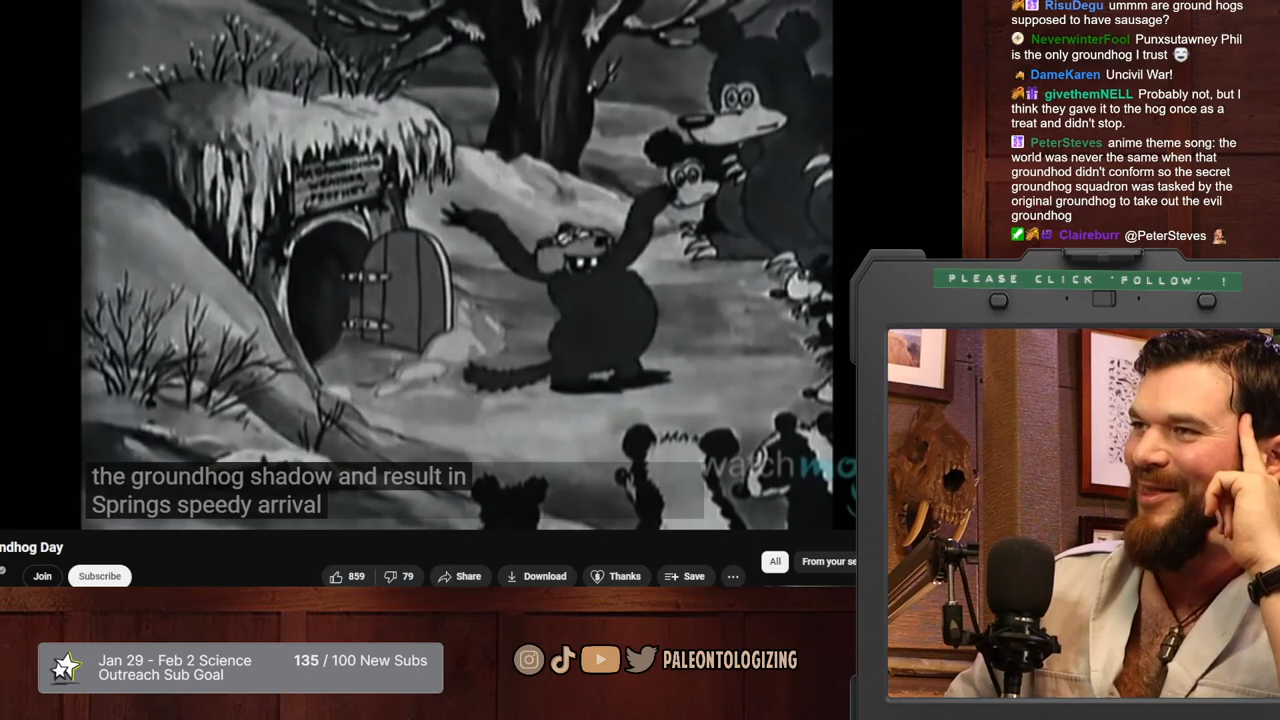 WEATHER
PROPHET
watchmo
the groundhog shadow and result in
Springs speedy arrival
ndhog Day
Join
Subscribe
859
79
Share
Download
Thanks
Save
All
From your se
Jan 29 - Feb 2 Science
Outreach Sub Goal
135 / 100 New Subs
PALEONTOLOGIZING
RisuDegu ummm are ground hogs
supposed to have sausage?
NeverwinterFool Punxsutawney Phil
is the only groundhog I trust
DameKaren Uncivil War!
givethemNELL Probably not, but I
think they gave it to the hog once as a
treat and didn't stop.
PeterSteves anime theme song: the
world was never the same when that
groundhod didn't conform so the secret
groundhog squadron was tasked by the
original groundhog to take out the evil
groundhog
Claireburr @PeterSteves
PLEASE CLICK 'FOLLOW' !